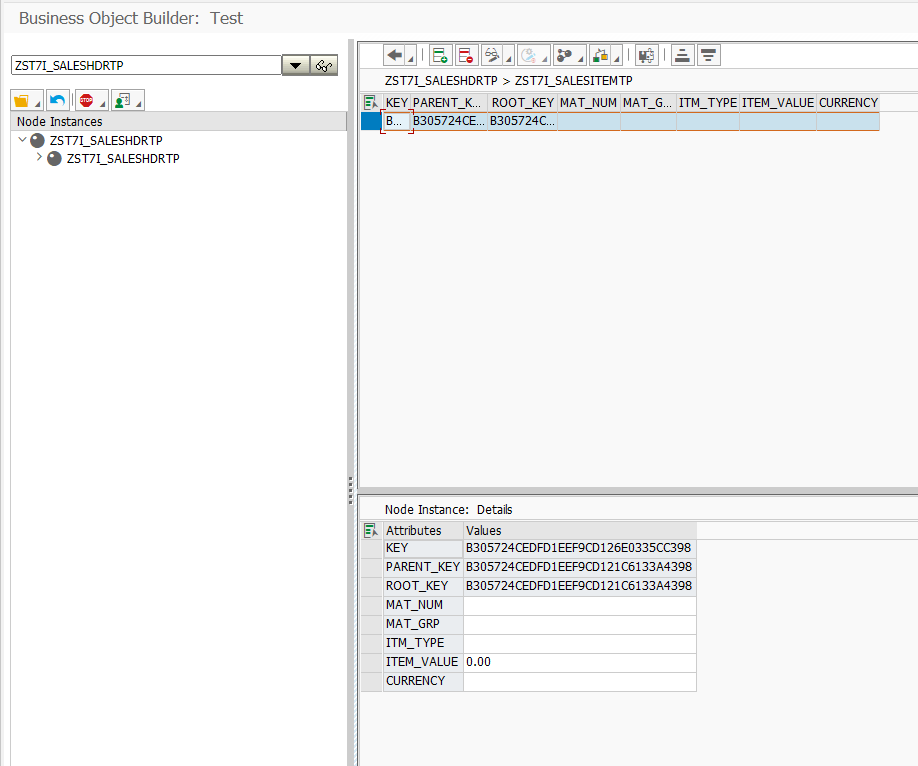 Business Object Builder: Test
ZST7I_SALESHDRTP
STOP
Node Instances
ZST7I_SALESHDRTP
ZST7I_SALESHDRTP
ZST7I_SALESHDRTP > ZST7I_SALESITEMTP
KEY PARENT_K... ROOT_KEY MAT_NUM MAT_G... ITM_TYPE ITEM_VALUE CURRENCY
B... B305724CE... B305724C...
Node Instance: Details
Attributes Values
KEY B305724CEDFD1EEF9CD126E0335CC398
PARENT_KEY B305724CEDFD1EEF9CD121C6133A4398
ROOT_KEY B305724CEDFD1EEF9CD121C6133A4398
MAT_NUM
MAT_GRP
ITM_TYPE
ITEM_VALUE 0.00
CURRENCY